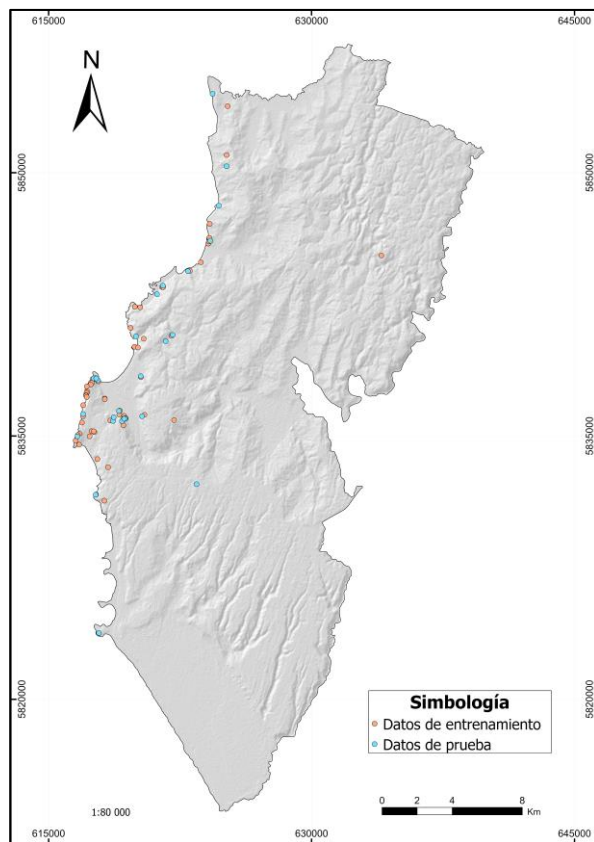 615000 630000 645000
N
5850000 5850000
5835000 5835000
5820000 5820000
Simbología
Datos de entrenamiento
Datos de prueba
1:80 000
0 2 4 8
Km
615000 630000 645000